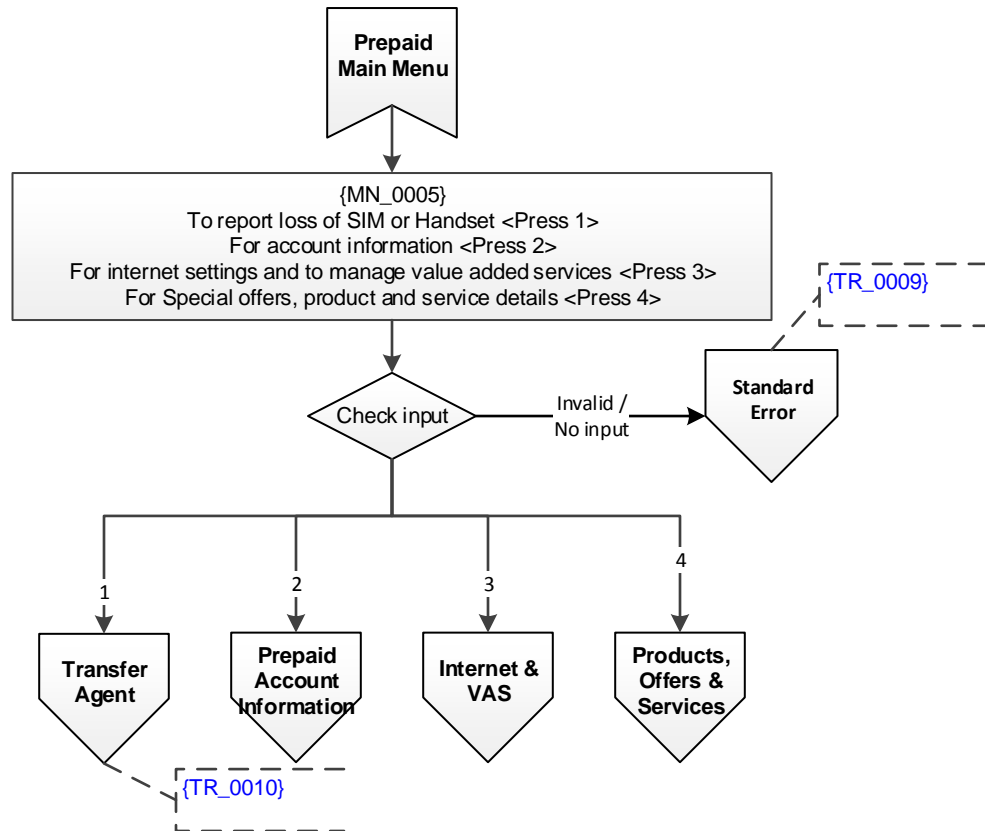 Prepaid
Main Menu
{MN_0005}
To report loss of SIM or Handset <Press 1>
For account information <Press 2>
For internet settings and to manage value added services <Press 3>
For Special offers, product and service details <Press 4>
{TR_0009}
Standard
Error
Check input
Invalid /
No input
1
2
3
4
Transfer
Agent
Prepaid
Account
Information
Internet &
VAS
Products,
Offers &
Services
{TR_0010}